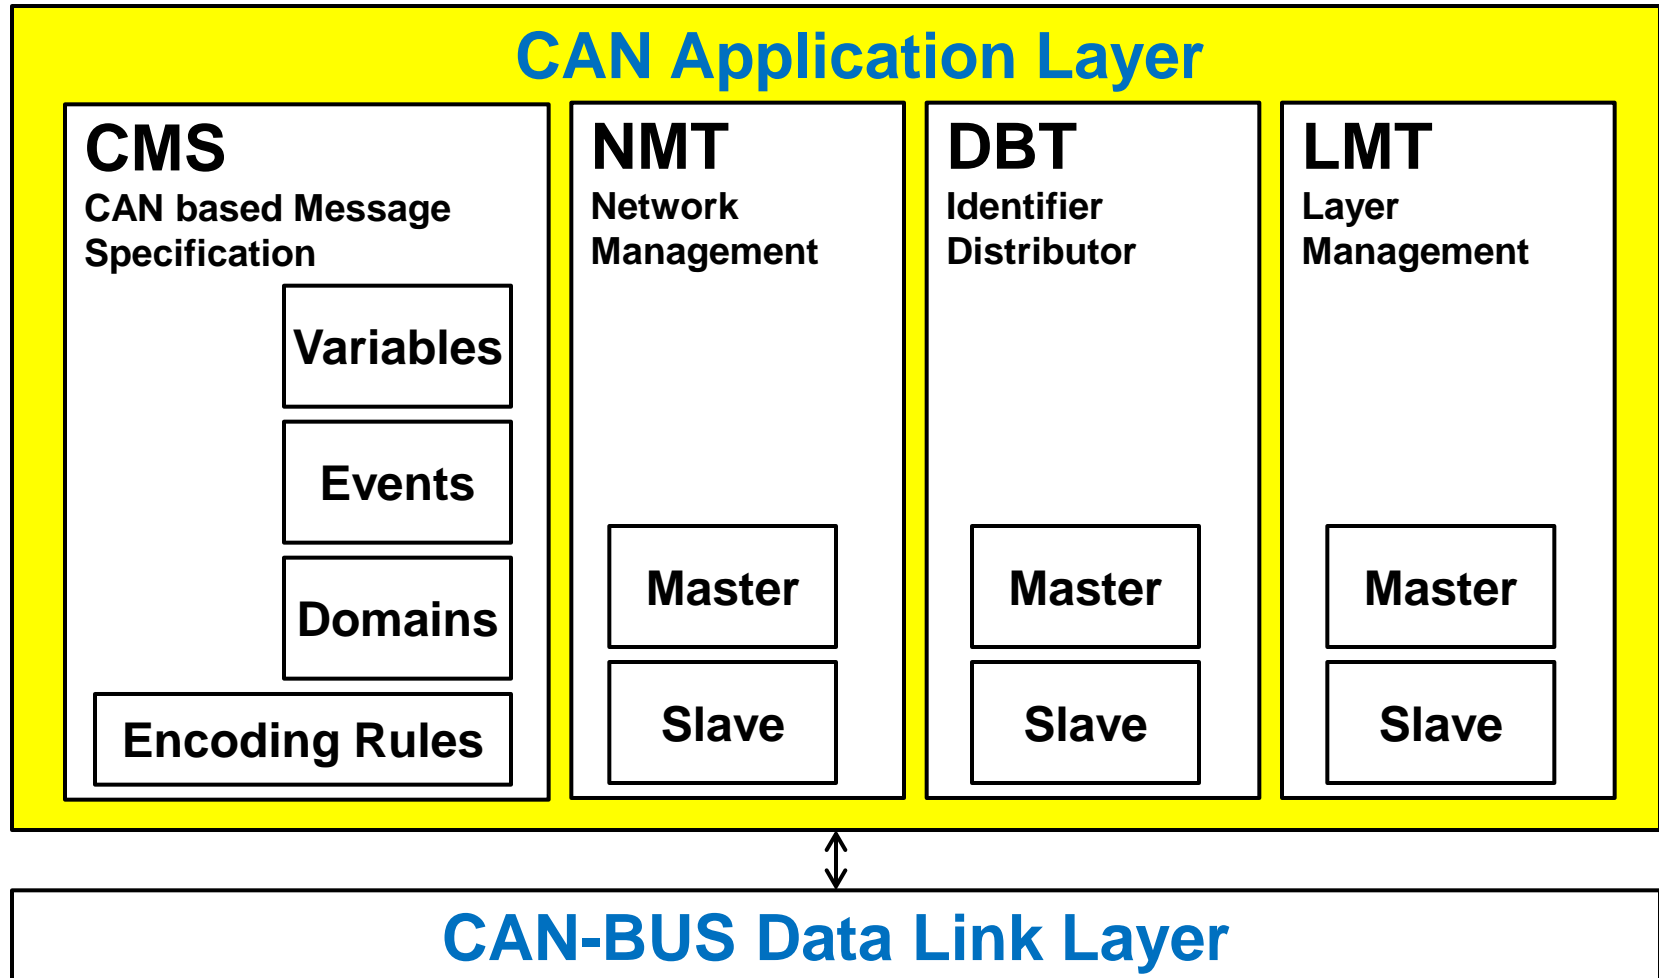 CAN Application Layer
CMS
CAN based Message
Specification
Variables
Events
Domains
Encoding Rules
NMT
Network
Management
Master
Slave
DBT
Identifier
Distributor
Master
Slave
LMT
Layer
Management
Master
Slave
CAN-BUS Data Link Layer